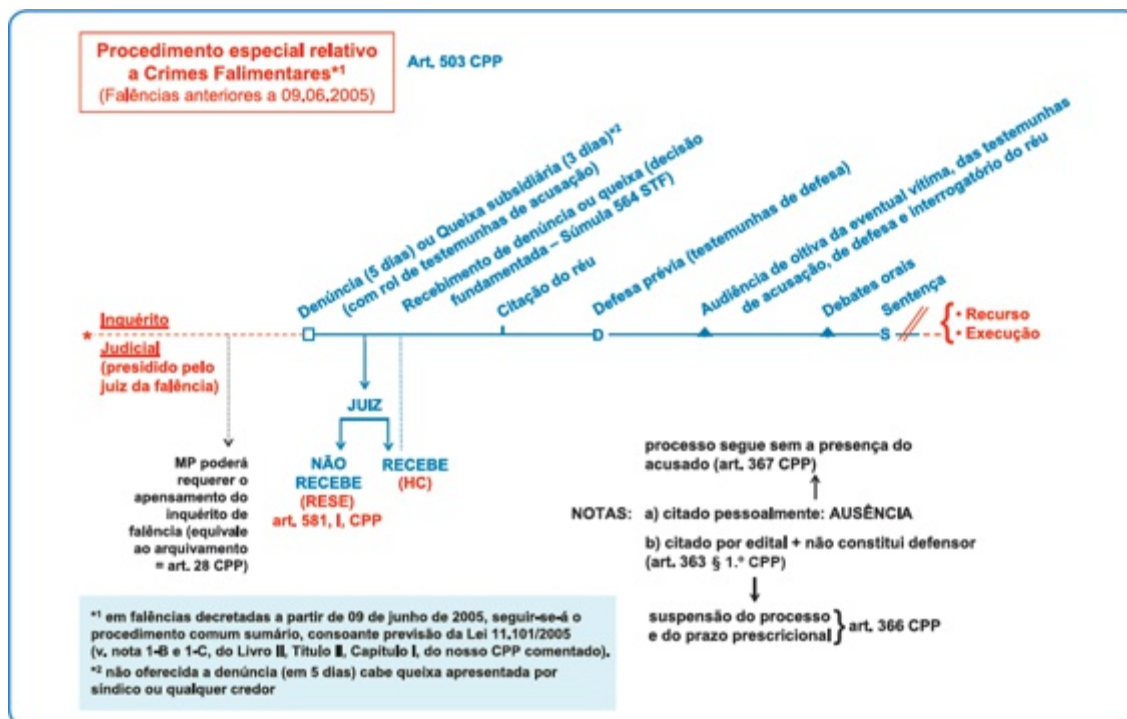 Procedimento especial relativo
a Crimes Falimentares*1
(Falências anteriores a 09.06.2005)
Art. 503 CPP
Denúncia (5 dias) ou Queixa subsidiária (3 dias)*2
(com rol de testemunhas de acusação)
Recebimento de denúncia ou queixa (decisão
fundamentada – Súmula 564 STF)
Citação do réu
Defesa prévia (testemunhas de defesa)
Audiência de oitiva da eventual vítima, das testemunhas
de acusação, de defesa e interrogatório do réu
Debates orais
Sentença
* Inquérito
Judicial
(presidido pelo
juiz da falência)
D
S
• Recurso
• Execução
JUIZ
NÃO
RECEBE
(RESE)
art. 581, I, CPP
RECEBE
(HC)
MP poderá
requerer o
apensamento do
inquérito de
falência (equivale
ao arquivamento
= art. 28 CPP)
processo segue sem a presença do
acusado (art. 367 CPP)
NOTAS: a) citado pessoalmente: AUSÊNCIA
b) citado por edital + não constitui defensor
(art. 363 § 1.º CPP)
suspensão do processo
e do prazo prescricional } art. 366 CPP
*1 em falências decretadas a partir de 09 de junho de 2005, seguir-se-á o
procedimento comum sumário, consoante previsão da Lei 11.101/2005
(v. nota 1-B e 1-C, do Livro II, Título II, Capítulo I, do nosso CPP comentado).
*2 não oferecida a denúncia (em 5 dias) cabe queixa apresentada por
síndico ou qualquer credor